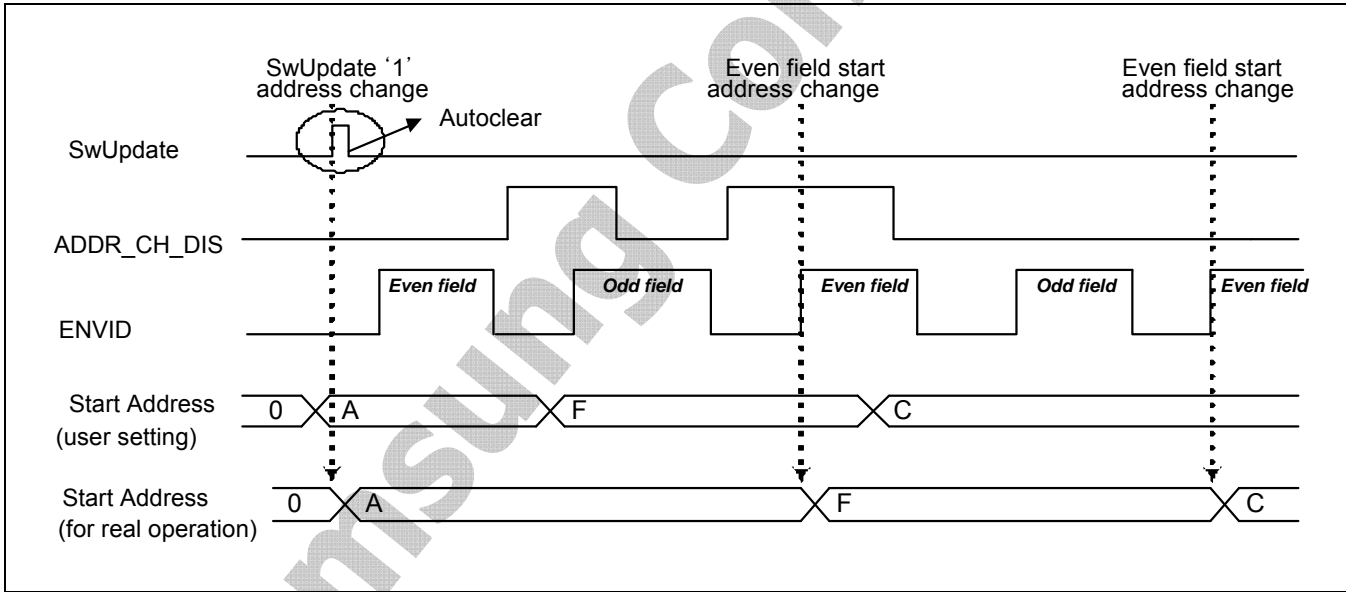 SwUpdate ‘1’
address change
Even field start
address change
Even field start
address change
Autoclear
SwUpdate
ADDR_CH_DIS
Even field
Odd field
Even field
Odd field
Even field
ENVID
Start Address
(user setting)
0
A
F
C
Start Address
(for real operation)
0
A
F
C
msung Con